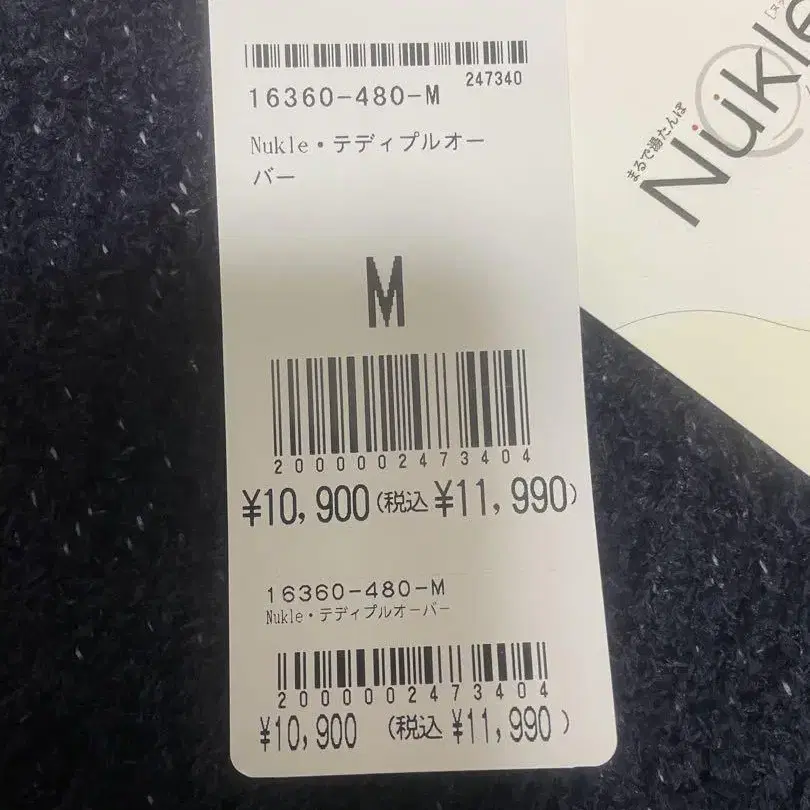 247340
16360-480-M
Nukle・テディプルオー
バー
M
2000002473404
¥10,900(税込 ¥11,990)
16360-480-M
Nukle・テディプルオーバー
2000002473404
¥10,900 (税込 ¥11,990)
まるで湯たんぽ
Nükle